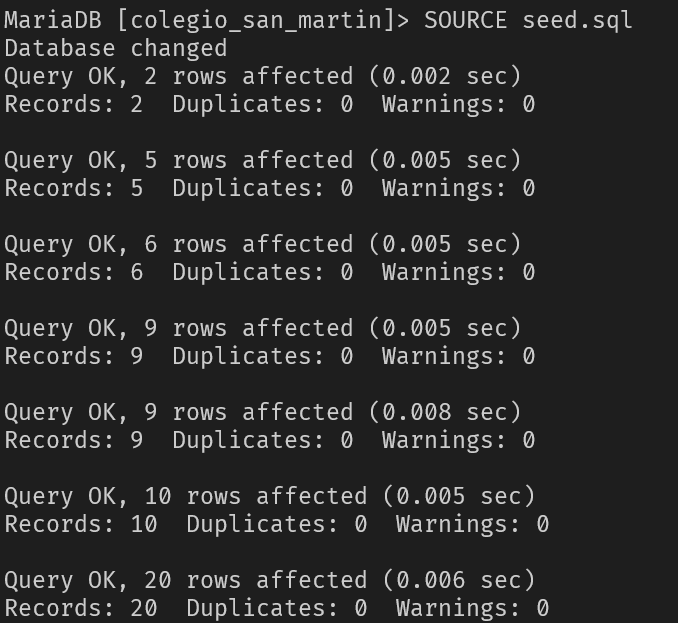 MariaDB [colegio_san_martin]> SOURCE seed.sql
Database changed
Query OK, 2 rows affected (0.002 sec)
Records: 2  Duplicates: 0  Warnings: 0

Query OK, 5 rows affected (0.005 sec)
Records: 5  Duplicates: 0  Warnings: 0

Query OK, 6 rows affected (0.005 sec)
Records: 6  Duplicates: 0  Warnings: 0

Query OK, 9 rows affected (0.005 sec)
Records: 9  Duplicates: 0  Warnings: 0

Query OK, 9 rows affected (0.008 sec)
Records: 9  Duplicates: 0  Warnings: 0

Query OK, 10 rows affected (0.005 sec)
Records: 10  Duplicates: 0  Warnings: 0

Query OK, 20 rows affected (0.006 sec)
Records: 20  Duplicates: 0  Warnings: 0